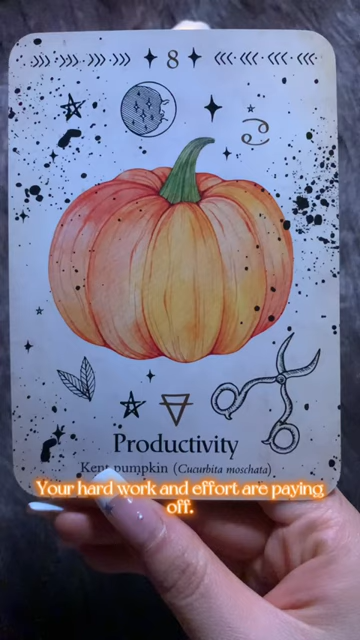 8
Productivity
Kent pumpkin (Cucurbita moschata)
Your hard work and effort are paying
off.